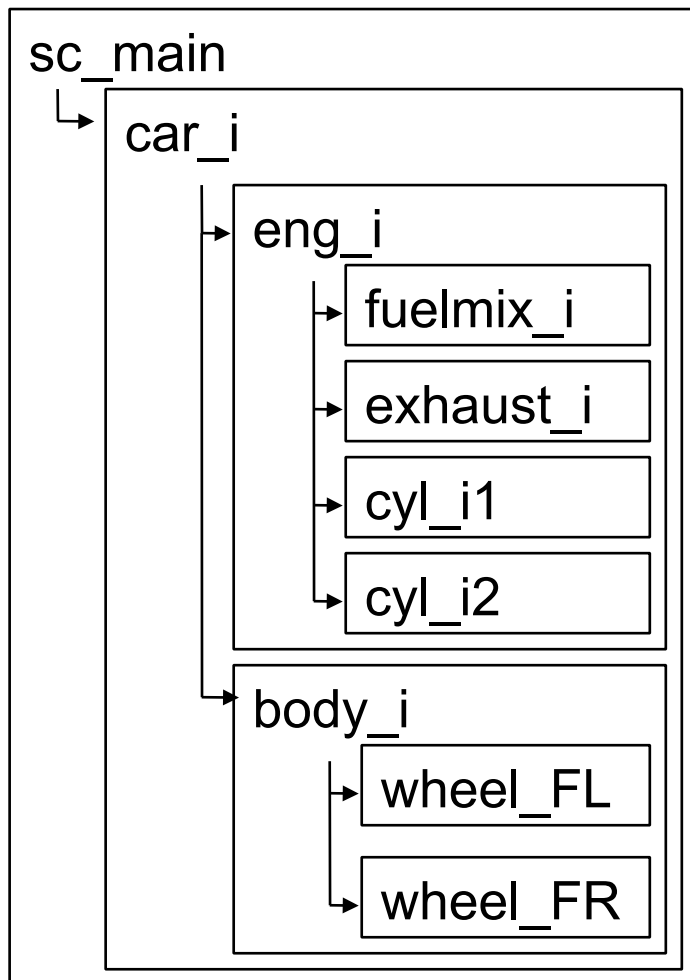 sc_main
car_i
eng_i
fuelmix_i
exhaust_i
cyl_i1
cyl_i2
body_i
wheel_FL
wheel_FR